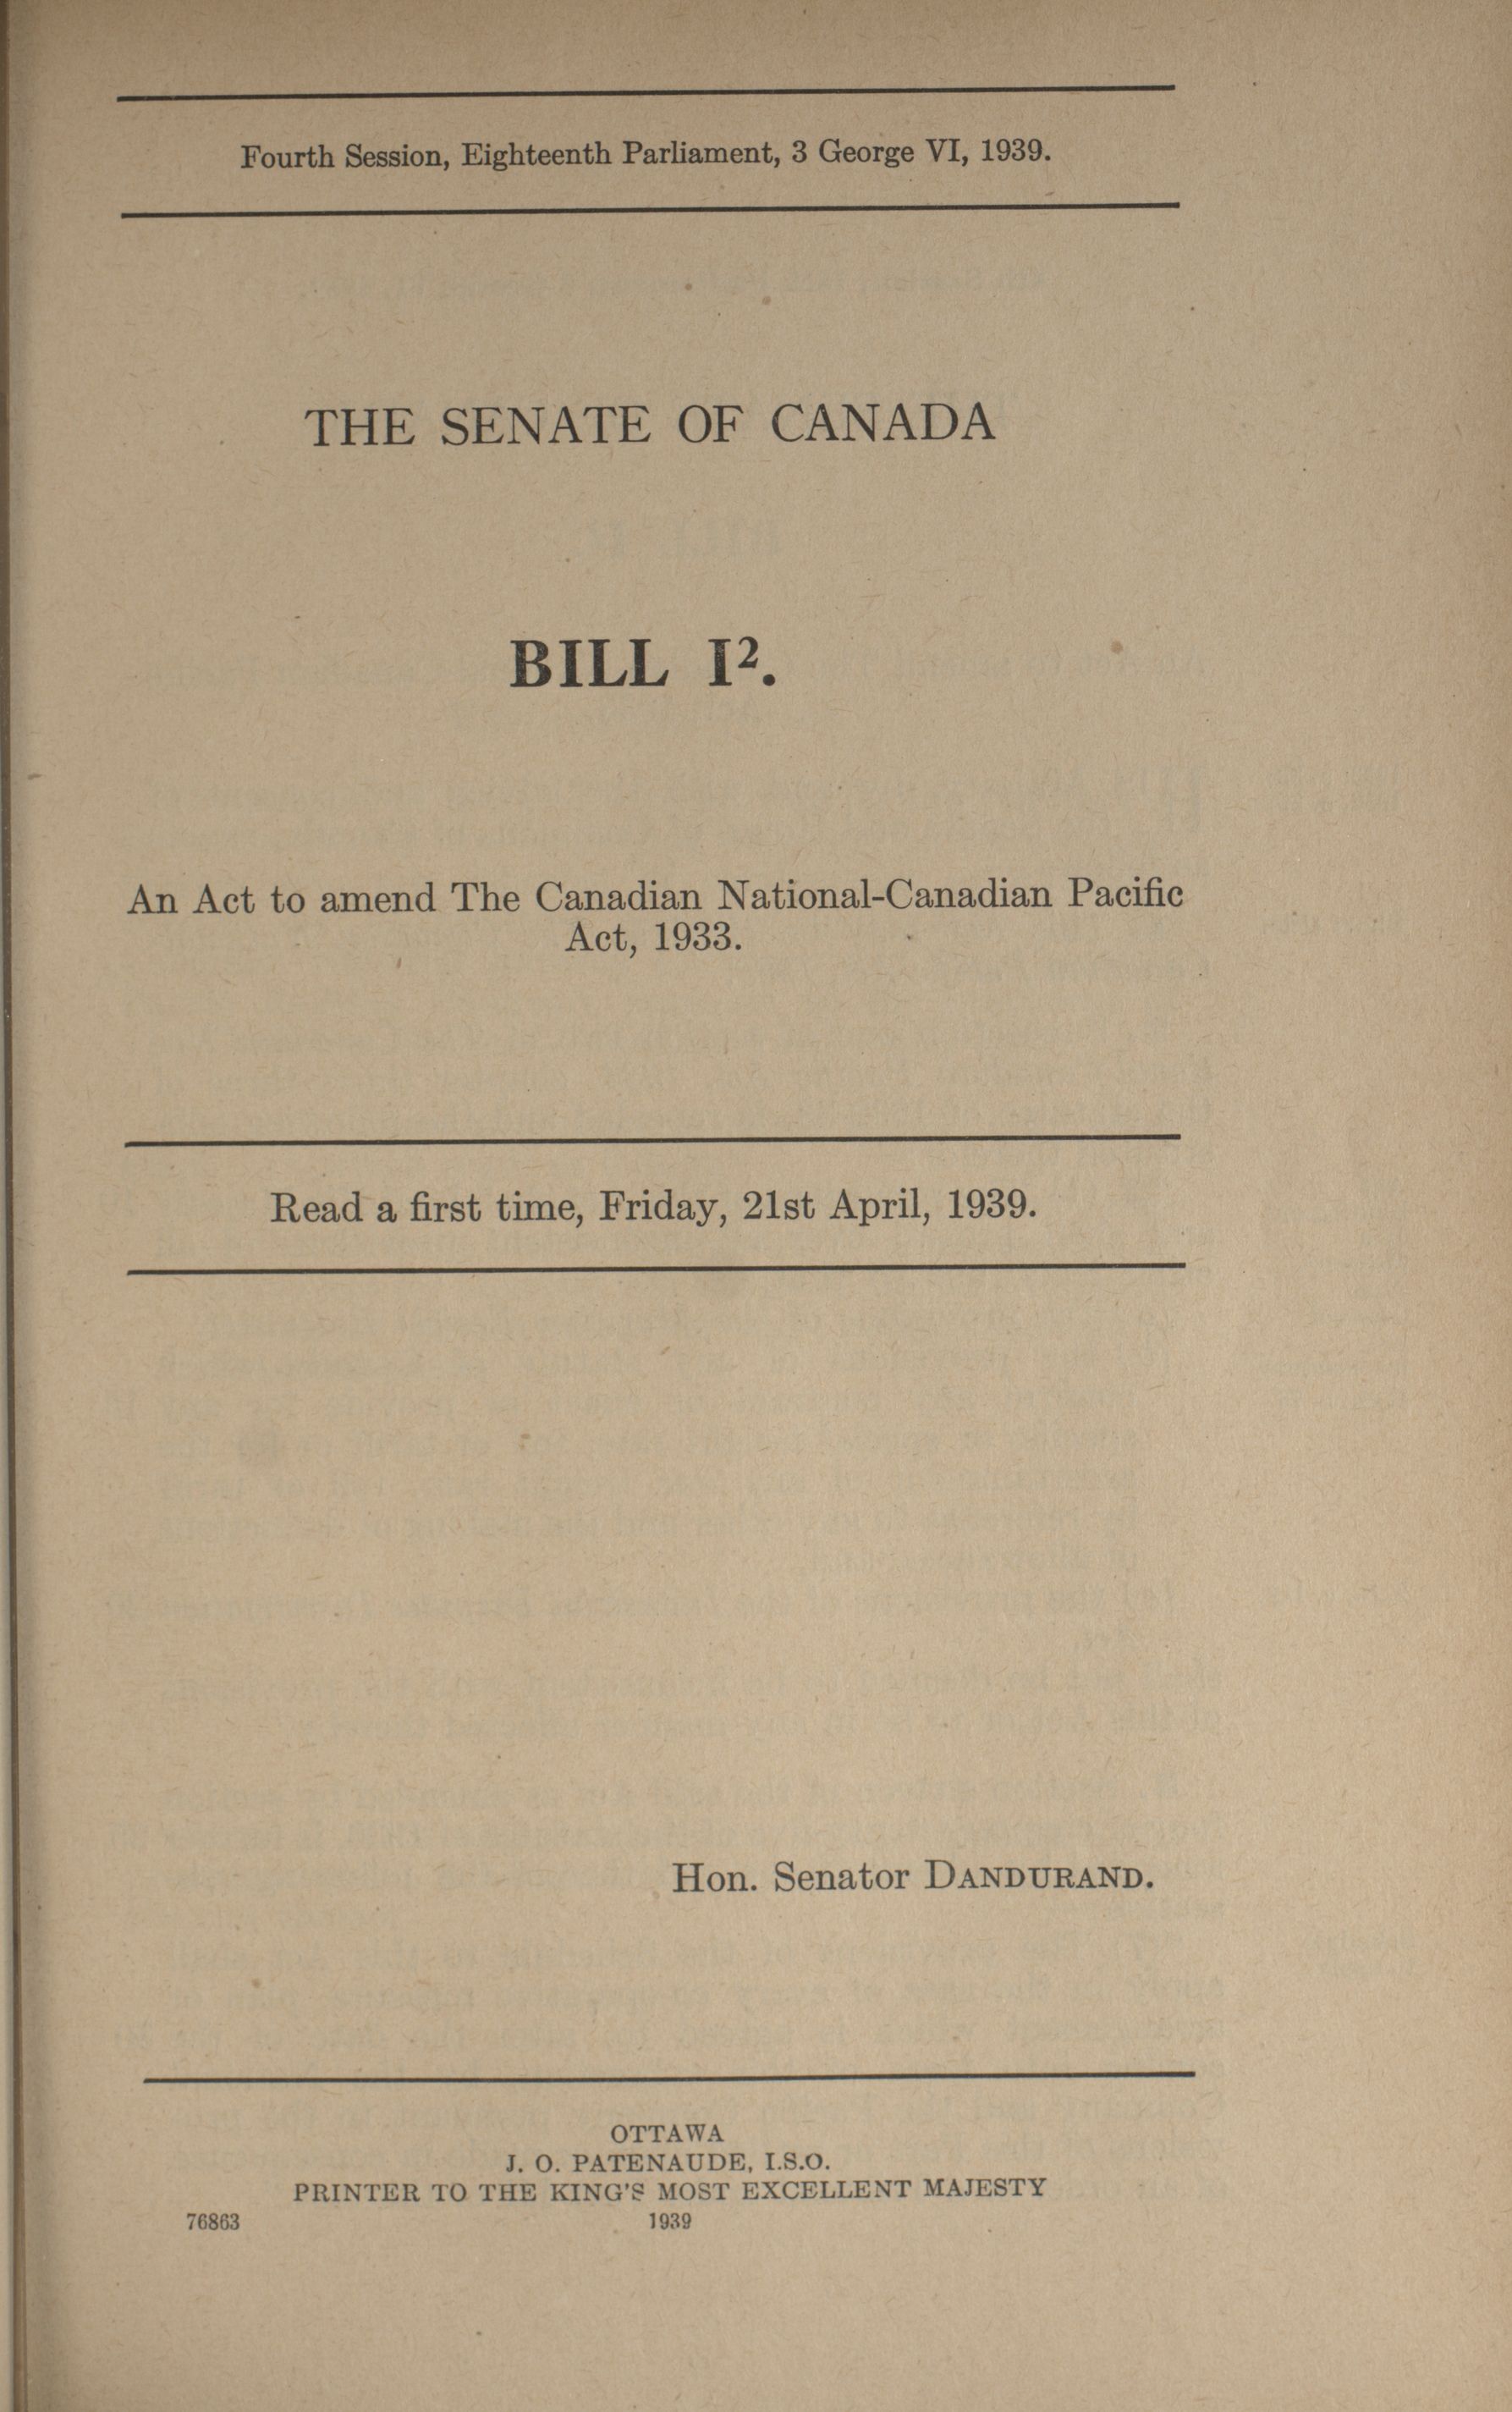 Fourth Session, Eighteenth Parliament, 3 George VI, 1939.
THE SENATE OF CANADA
BILL I².
An Act to amend The Canadian National-Canadian Pacific
Act, 1933.
Read a first time, Friday, 21st April, 1939.
Hon. Senator DANDURAND.
OTTAWA
J. O. PATENAUDE, I.S.O.
PRINTER TO THE KING'S MOST EXCELLENT MAJESTY
76863 1939